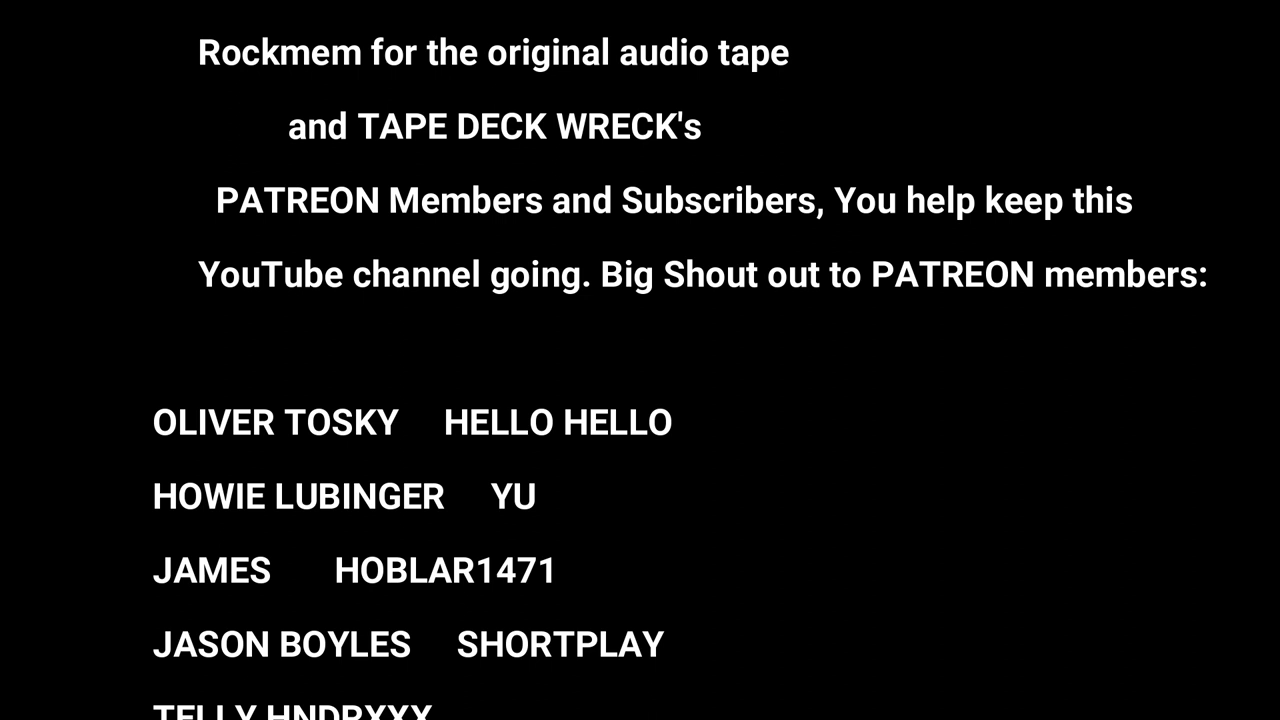 Rockmem for the original audio tape
and TAPE DECK WRECK's
PATREON Members and Subscribers, You help keep this
YouTube channel going. Big Shout out to PATREON members:
OLIVER TOSKY HELLO HELLO
HOWIE LUBINGER YU
JAMES HOBLAR1471
JASON BOYLES SHORTPLAY
TELLY HNDRXXX